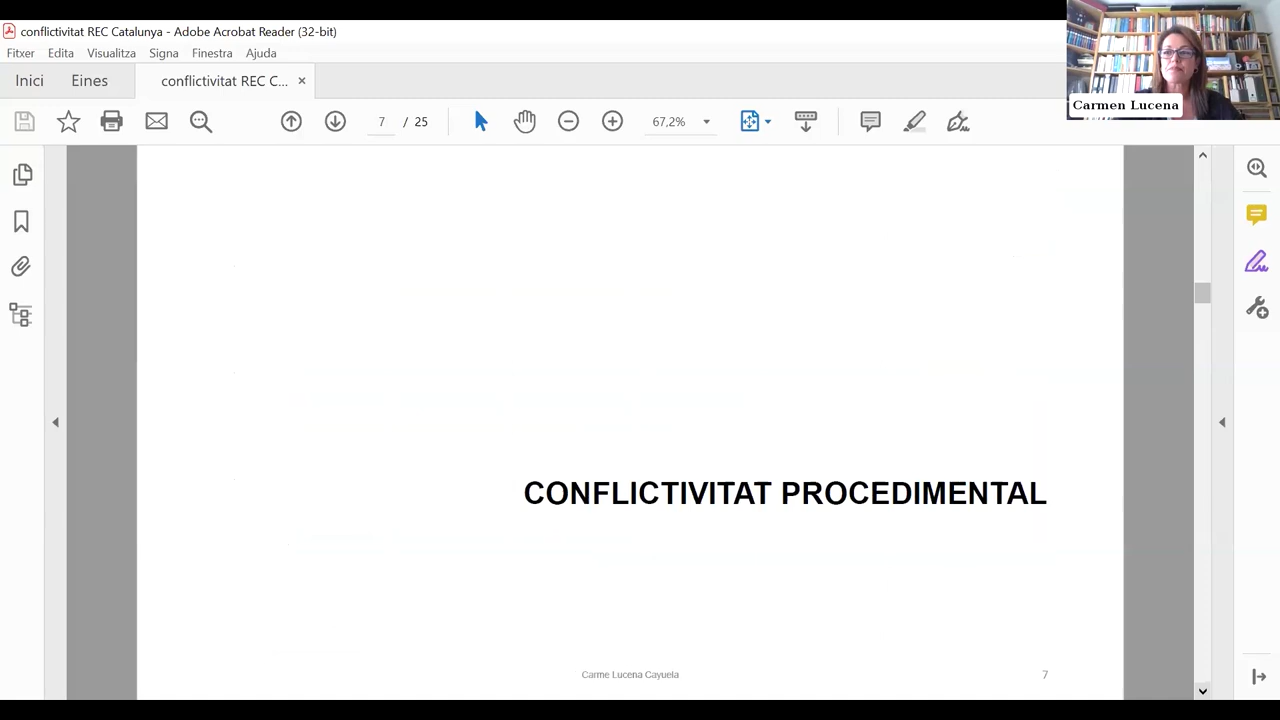 conflictivitat REC Catalunya - Adobe Acrobat Reader (32-bit)
Fitxer Edita Visualitza Signa Finestra Ajuda
Inici Eines conflictivitat REC C... ×
7 / 25 67,2%
Carmen Lucena
CONFLICTIVITAT PROCEDIMENTAL
Carme Lucena Cayuela 7